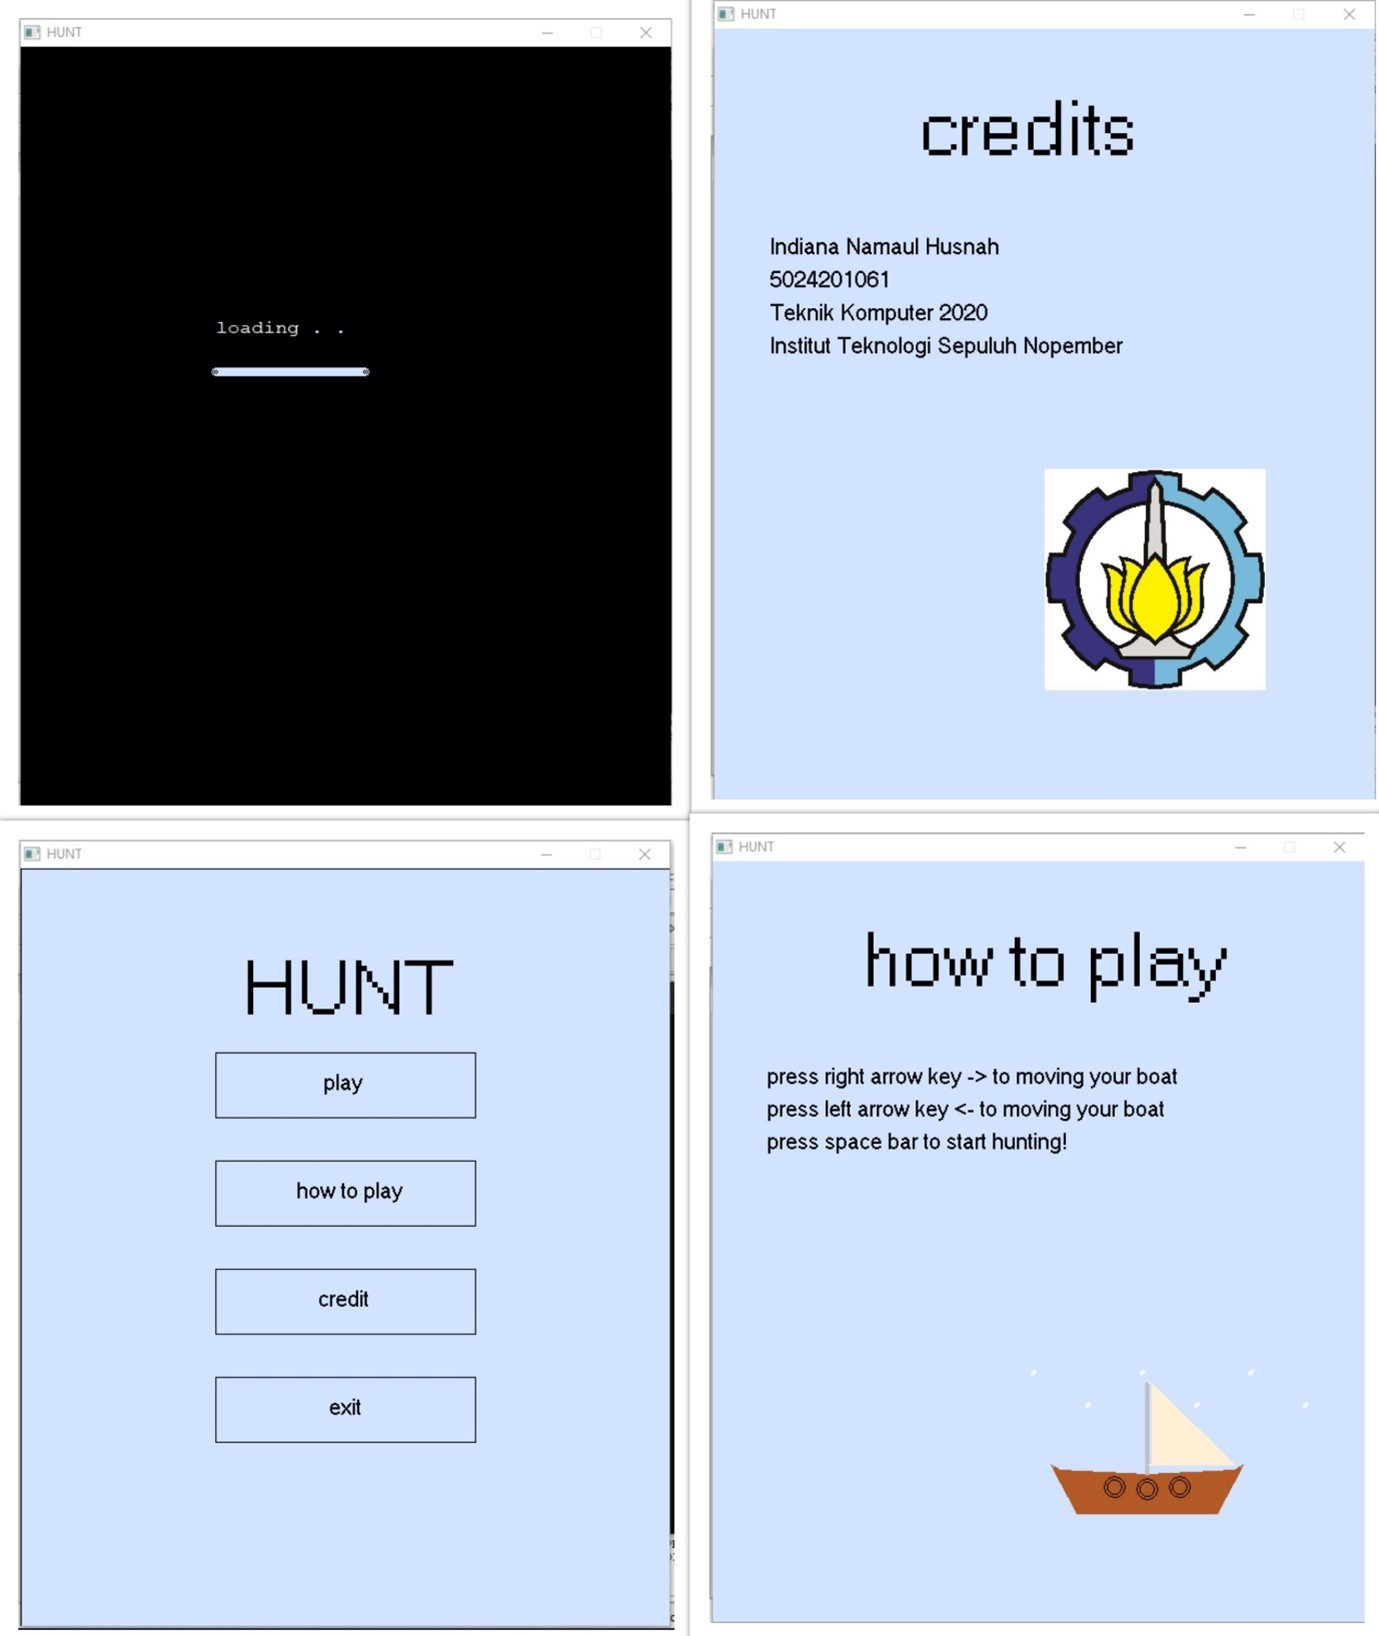 HUNT
loading . .
HUNT
credits
Indiana Namaul Husnah
5024201061
Teknik Komputer 2020
Institut Teknologi Sepuluh Nopember
HUNT
HUNT
play
how to play
credit
exit
HUNT
how to play
press right arrow key -> to moving your boat
press left arrow key <- to moving your boat
press space bar to start hunting!